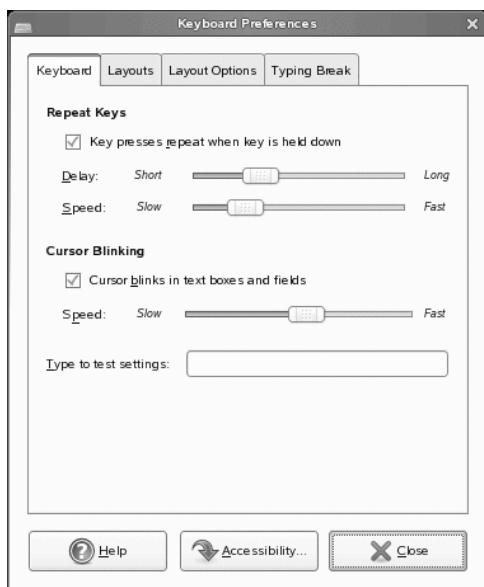 Keyboard Preferences
Keyboard Layouts Layout Options Typing Break
Repeat Keys
Key presses repeat when key is held down
Delay: Short Long
Speed: Slow Fast
Cursor Blinking
Cursor blinks in text boxes and fields
Speed: Slow Fast
Type to test settings:
Help Accessibility... Close